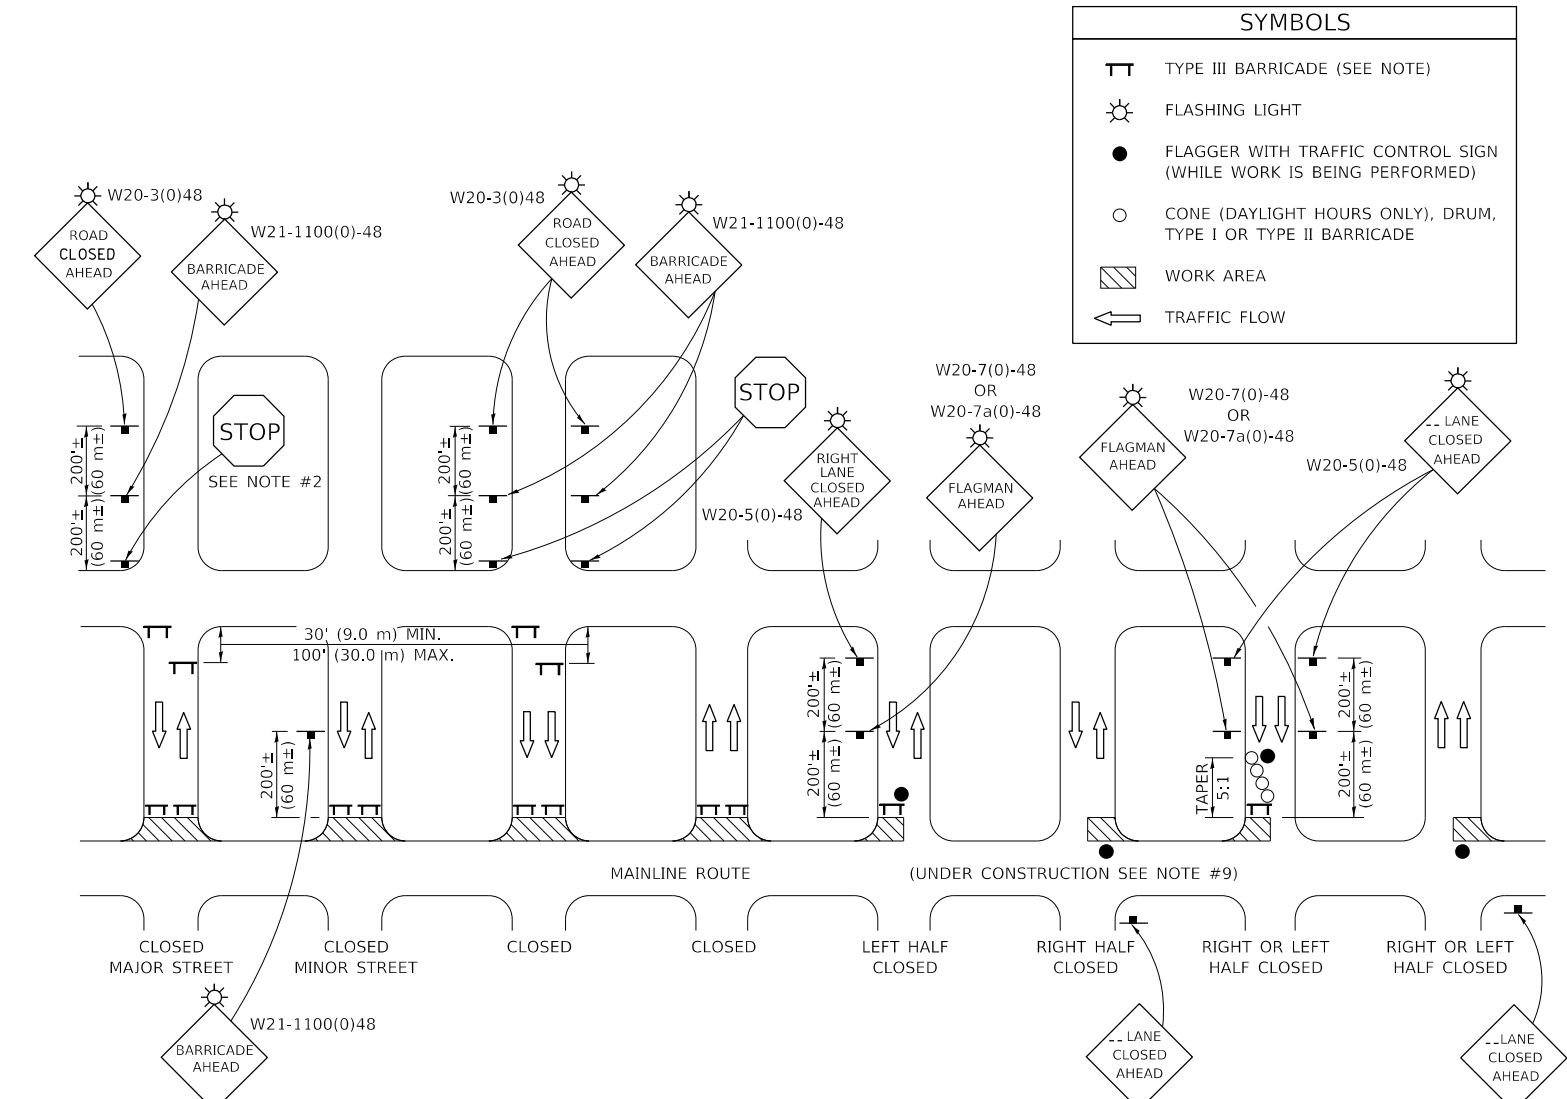 SYMBOLS
TYPE III BARRICADE (SEE NOTE)
FLASHING LIGHT
FLAGGER WITH TRAFFIC CONTROL SIGN
(WHILE WORK IS BEING PERFORMED)
CONE (DAYLIGHT HOURS ONLY), DRUM,
TYPE I OR TYPE II BARRICADE
WORK AREA
TRAFFIC FLOW
W20-3(0)48
ROAD
CLOSED
AHEAD
W21-1100(0)-48
BARRICADE
AHEAD
W20-3(0)48
ROAD
CLOSED
AHEAD
W21-1100(0)-48
BARRICADE
AHEAD
STOP
SEE NOTE #2
STOP
W20-5(0)-48
RIGHT
LANE
CLOSED
AHEAD
W20-7(0)-48
OR
W20-7a(0)-48
FLAGMAN
AHEAD
FLAGMAN
AHEAD
W20-7(0)-48
OR
W20-7a(0)-48
W20-5(0)-48
-- LANE
CLOSED
AHEAD
200'±
(60 m±)
200'±
(60 m±)
200'±
(60 m±)
200'±
(60 m±)
30' (9.0 m) MIN.
100' (30.0 m) MAX.
200'±
(60 m±)
200'±
(60 m±)
200'±
(60 m±)
TAPER
5:1
200'±
(60 m±)
200'±
(60 m±)
MAINLINE ROUTE
(UNDER CONSTRUCTION SEE NOTE #9)
CLOSED
MAJOR STREET
CLOSED
MINOR STREET
CLOSED
CLOSED
LEFT HALF
CLOSED
RIGHT HALF
CLOSED
RIGHT OR LEFT
HALF CLOSED
RIGHT OR LEFT
HALF CLOSED
W21-1100(0)48
BARRICADE
AHEAD
-- LANE
CLOSED
AHEAD
--LANE
CLOSED
AHEAD